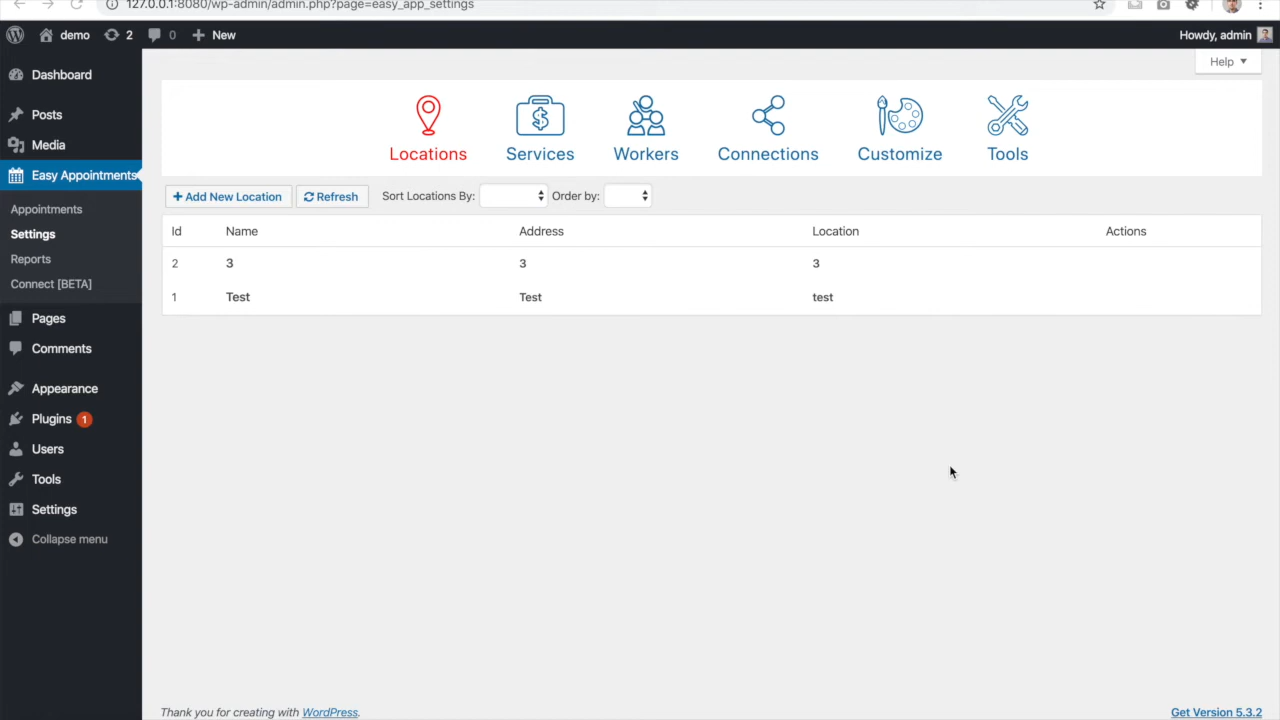 127.0.0.1:8080/wp-admin/admin.php?page=easy_app_settings
demo 2 0 New Howdy, admin
Help
Dashboard
Posts
Media
Easy Appointments
Appointments
Settings
Reports
Connect [BETA]
Pages
Comments
Appearance
Plugins 1
Users
Tools
Settings
Collapse menu
Locations Services Workers Connections Customize Tools
Add New Location Refresh Sort Locations By: Order by:
Id Name Address Location Actions
2 3 3 3
1 Test Test test
Thank you for creating with WordPress. Get Version 5.3.2